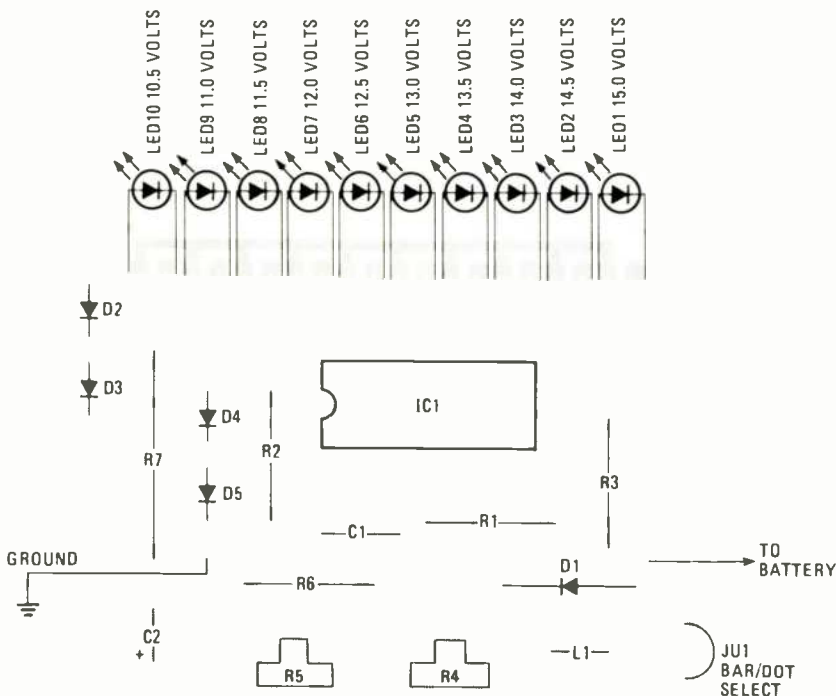 LED10 10.5 VOLTS
LED9 11.0 VOLTS
LED8 11.5 VOLTS
LED7 12.0 VOLTS
LED6 12.5 VOLTS
LED5 13.0 VOLTS
LED4 13.5 VOLTS
LED3 14.0 VOLTS
LED2 14.5 VOLTS
LED1 15.0 VOLTS
D2
D3
IC1
D4
R7
R2
R3
D5
R1
C1
GROUND
D1
TO
BATTERY
R6
C2
+
R5
R4
L1
JU1
BAR/DOT
SELECT